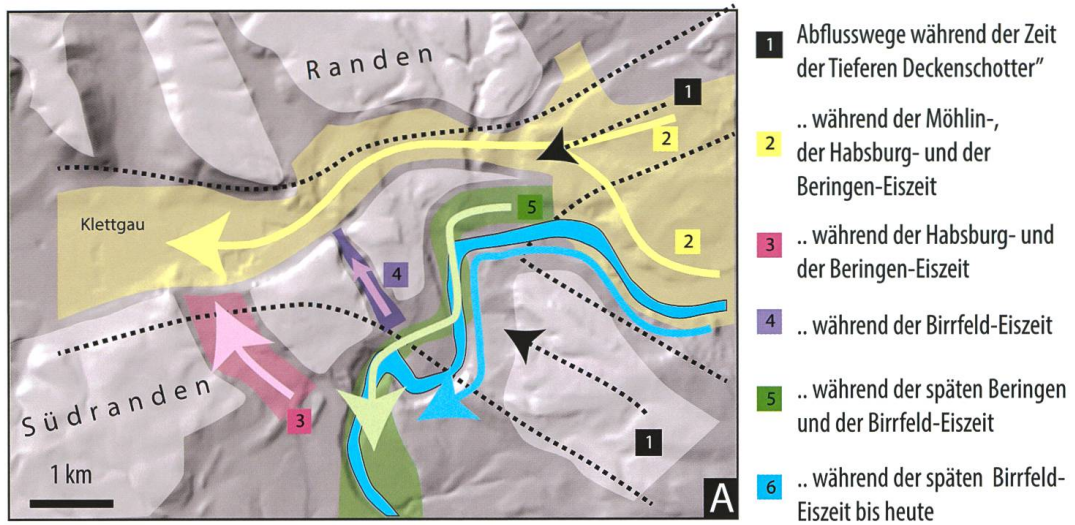 Randen
1
2
Klettgau
5
2
4
3
Südranden
1
1 km
A
1 Abflusswege während der Zeit
der Tieferen Deckenschotter”
2 .. während der Möhlin-,
der Habsburg- und der
Beringen-Eiszeit
3 .. während der Habsburg- und
der Beringen-Eiszeit
4 .. während der Birrfeld-Eiszeit
5 .. während der späten Beringen
und der Birrfeld-Eiszeit
6 .. während der späten Birrfeld-
Eiszeit bis heute